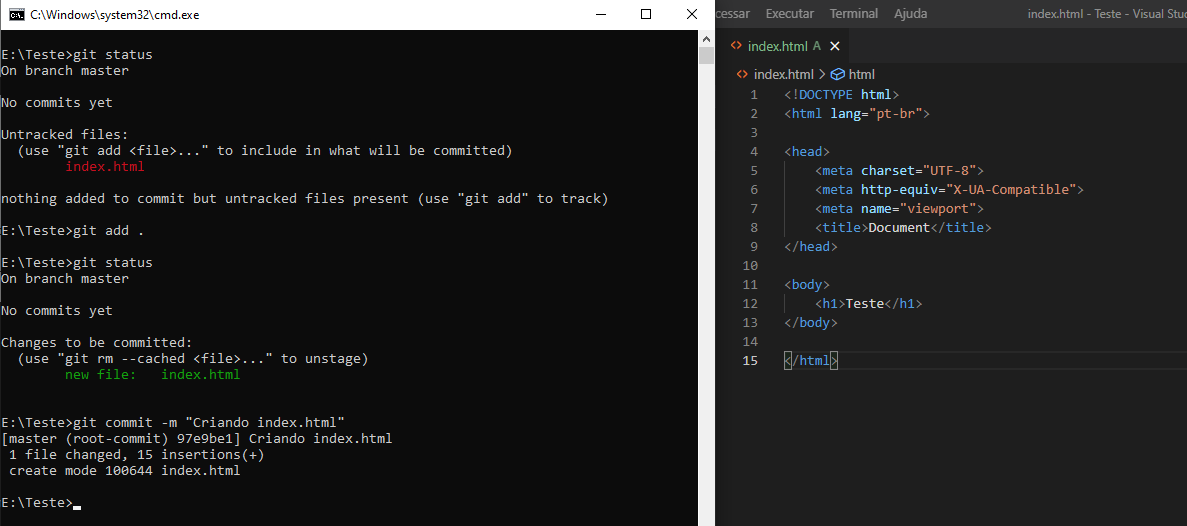 C:\Windows\system32\cmd.exe
E:\Teste>git status
On branch master
No commits yet
Untracked files:
  (use "git add <file>..." to include in what will be committed)
        index.html
nothing added to commit but untracked files present (use "git add" to track)
E:\Teste>git add .
E:\Teste>git status
On branch master
No commits yet
Changes to be committed:
  (use "git rm --cached <file>..." to unstage)
        new file:   index.html
E:\Teste>git commit -m "Criando index.html"
[master (root-commit) 97e9be1] Criando index.html
 1 file changed, 15 insertions(+)
 create mode 100644 index.html
E:\Teste>
cessar Executar Terminal Ajuda index.html - Teste - Visual Stu
<> index.html A
<> index.html > html
1 <!DOCTYPE html>
2 <html lang="pt-br">
3
4 <head>
5     <meta charset="UTF-8">
6     <meta http-equiv="X-UA-Compatible">
7     <meta name="viewport">
8     <title>Document</title>
9 </head>
10
11 <body>
12     <h1>Teste</h1>
13 </body>
14
15 </html>